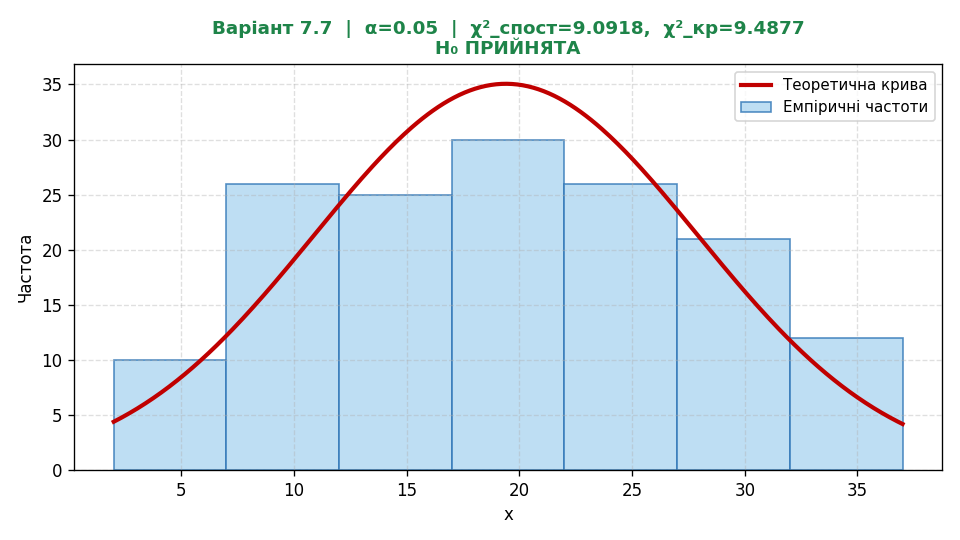 Варіант 7.7 | α=0.05 | χ²_спост=9.0918, χ²_кр=9.4877
H₀ ПРИЙНЯТА
Теоретична крива
Емпіричні частоти
Частота
35
30
25
20
15
10
5
0
5 10 15 20 25 30 35
x